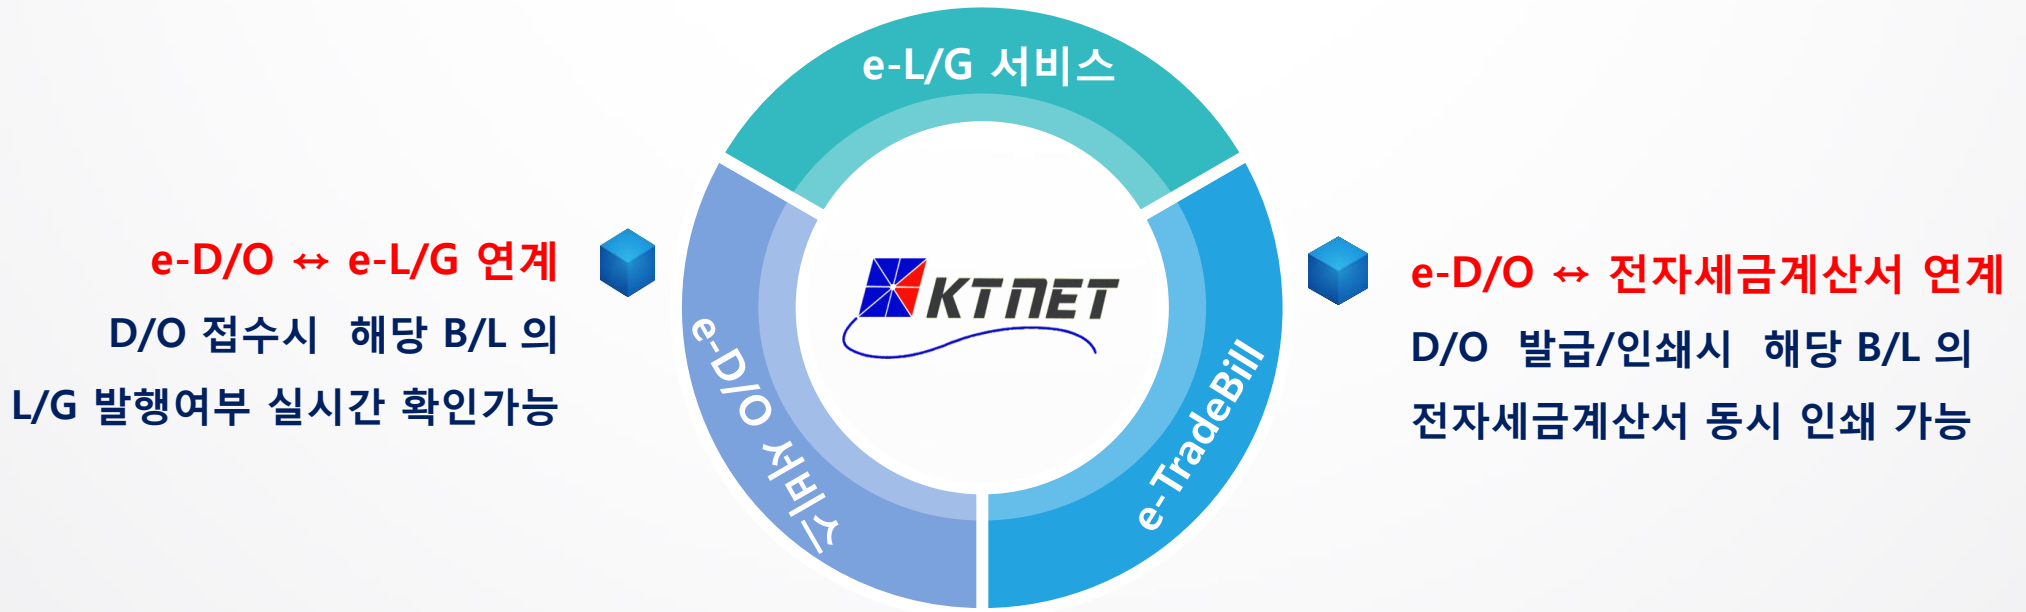 e-L/G 서비스
e-D/O ↔ e-L/G 연계
D/O 접수시 해당 B/L 의
L/G 발행여부 실시간 확인가능
e-D/O 서비스
KTNET
e-TradeBill
e-D/O ↔ 전자세금계산서 연계
D/O 발급/인쇄시 해당 B/L 의
전자세금계산서 동시 인쇄 가능